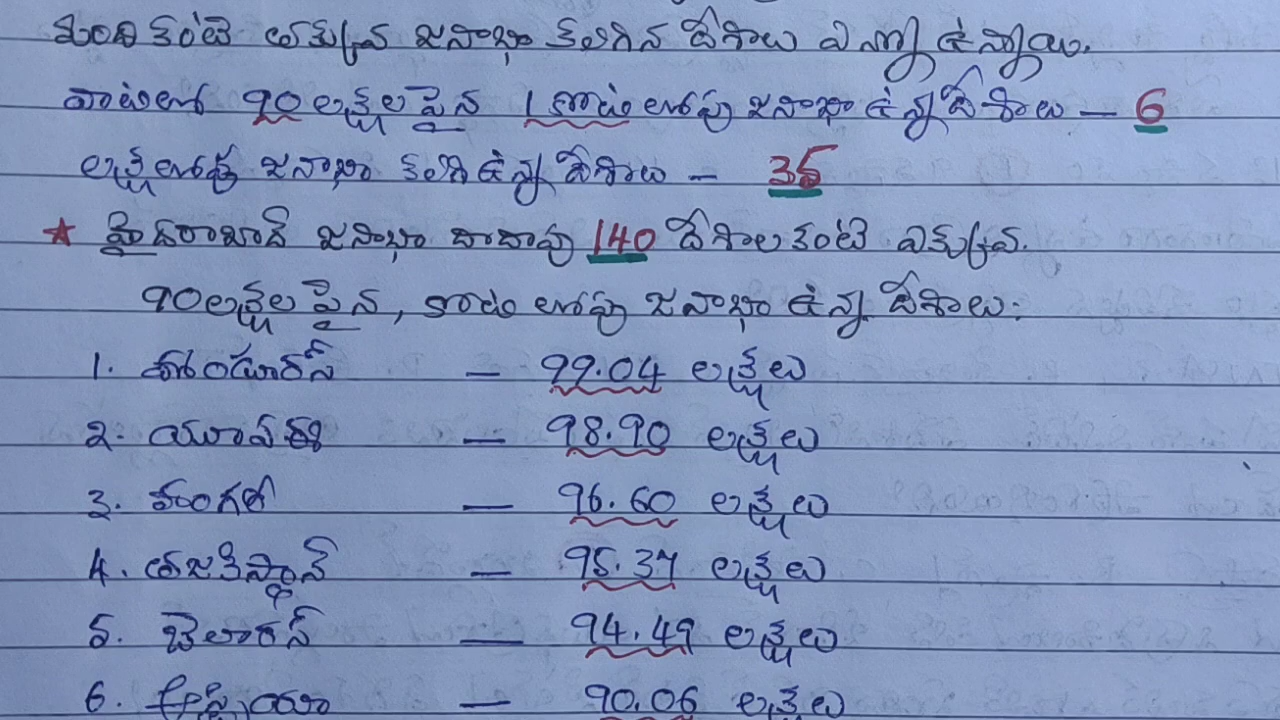 మంది కంటే తక్కువ జనాభా కలిగిన దేశాలు ఎన్నో ఉన్నాయి.
వాటిలో 90 లక్షల పైన 1 కోటి లోపు జనాభా ఉన్న దేశాలు — 6
లక్షలోపు జనాభా కలిగి ఉన్న దేశాలు — 35
★ హైదరాబాద్ జనాభా దాదాపు 140 దేశాల కంటే ఎక్కువ.
90 లక్షల పైన, కోటి లోపు జనాభా ఉన్న దేశాలు:
1. హోండూరస్ — 99.04 లక్షలు
2. యూఏఈ — 98.90 లక్షలు
3. హంగరీ — 96.60 లక్షలు
4. తజకిస్థాన్ — 95.37 లక్షలు
5. బెలారస్ — 94.49 లక్షలు
6. ఆస్ట్రియా — 90.06 లక్షలు